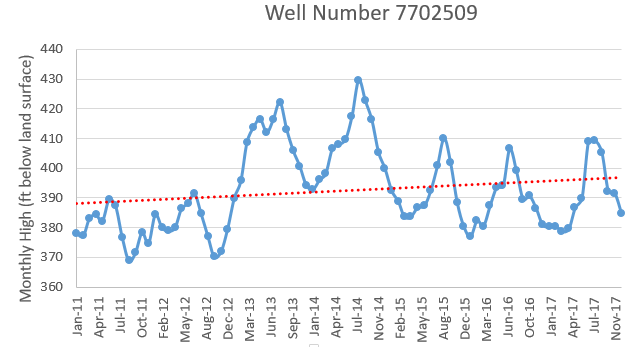 Well Number 7702509
Monthly High (ft below land surface)
440
430
420
410
400
390
380
370
360
Jan-11
Apr-11
Jul-11
Oct-11
Feb-12
May-12
Aug-12
Dec-12
Mar-13
Jun-13
Sep-13
Jan-14
Apr-14
Jul-14
Nov-14
Feb-15
May-15
Aug-15
Dec-15
Mar-16
Jun-16
Oct-16
Jan-17
Apr-17
Jul-17
Nov-17